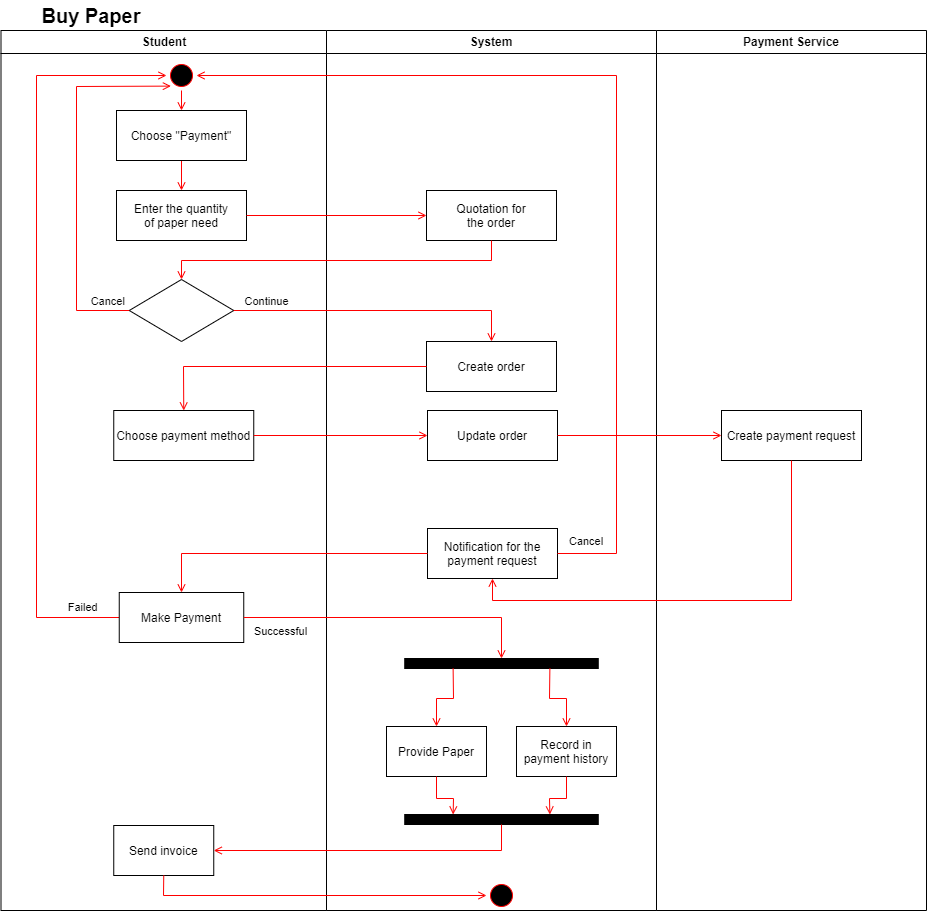 Buy Paper
Student
System
Payment Service
Choose "Payment"
Enter the quantity
of paper need
Quotation for
the order
Cancel
Continue
Create order
Choose payment method
Update order
Create payment request
Notification for the
payment request
Cancel
Failed
Make Payment
Successful
Provide Paper
Record in
payment history
Send invoice